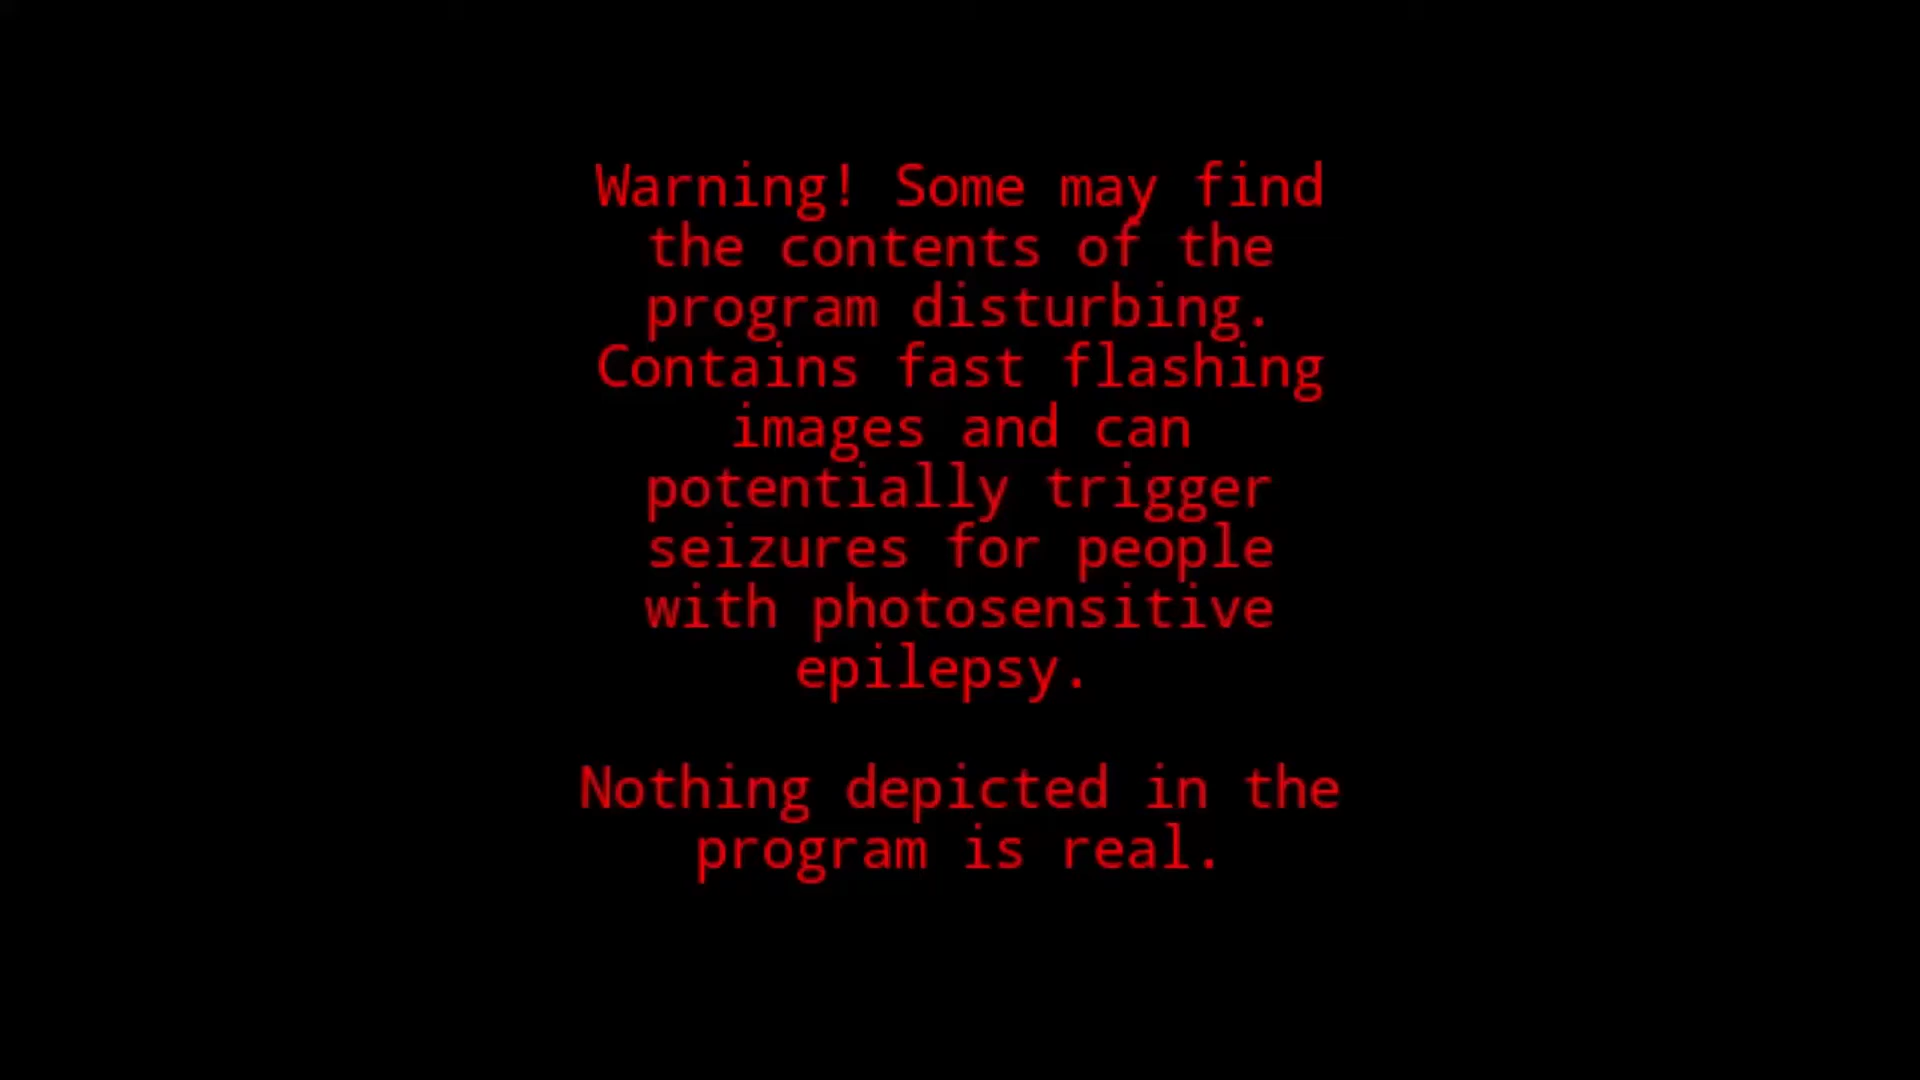 Warning! Some may find
the contents of the
program disturbing.
Contains fast flashing
images and can
potentially trigger
seizures for people
with photosensitive
epilepsy.
Nothing depicted in the
program is real.